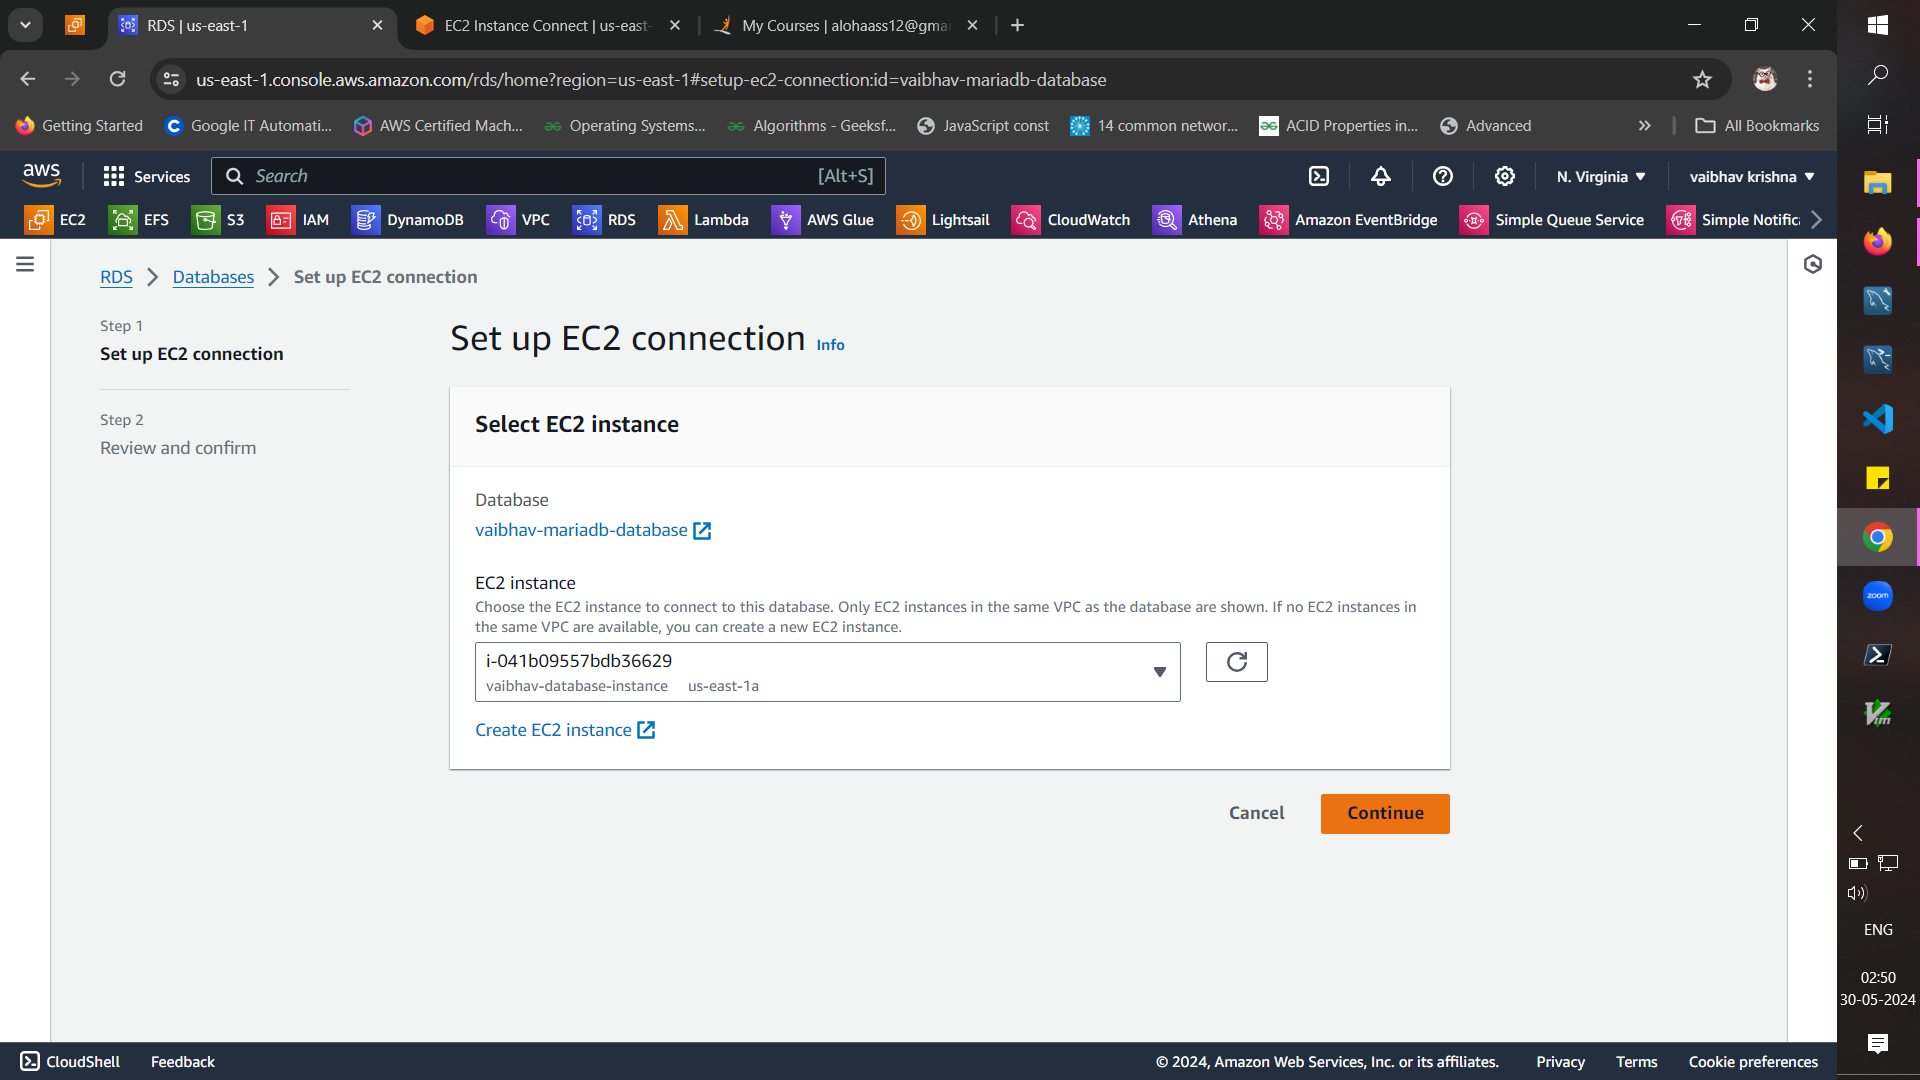 RDS | us-east-1
EC2 Instance Connect | us-east-
My Courses | alohaass12@gmai
us-east-1.console.aws.amazon.com/rds/home?region=us-east-1#setup-ec2-connection:id=vaibhav-mariadb-database
Getting Started
Google IT Automati...
AWS Certified Mach...
Operating Systems...
Algorithms - Geeksf...
JavaScript const
14 common networ...
ACID Properties in...
Advanced
All Bookmarks
aws
Services
Search
[Alt+S]
N. Virginia
vaibhav krishna
EC2
EFS
S3
IAM
DynamoDB
VPC
RDS
Lambda
AWS Glue
Lightsail
CloudWatch
Athena
Amazon EventBridge
Simple Queue Service
Simple Notifica
RDS
Databases
Set up EC2 connection
Step 1
Set up EC2 connection
Step 2
Review and confirm
Set up EC2 connection Info
Select EC2 instance
Database
vaibhav-mariadb-database
EC2 instance
Choose the EC2 instance to connect to this database. Only EC2 instances in the same VPC as the database are shown. If no EC2 instances in
the same VPC are available, you can create a new EC2 instance.
i-041b09557bdb36629
vaibhav-database-instance us-east-1a
Create EC2 instance
Cancel
Continue
zoom
Vim
ENG
02:50
30-05-2024
CloudShell
Feedback
© 2024, Amazon Web Services, Inc. or its affiliates.
Privacy
Terms
Cookie preferences